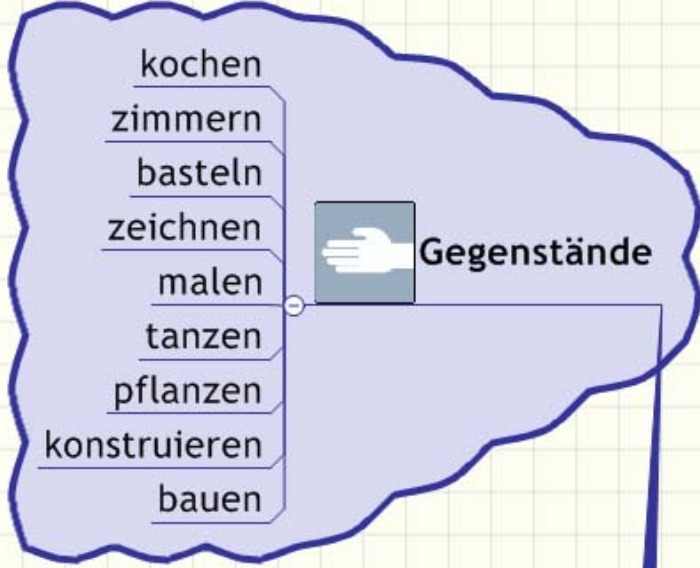 kochen
zimmern
basteln
zeichnen
malen
tanzen
pflanzen
konstruieren
bauen
Gegenstände